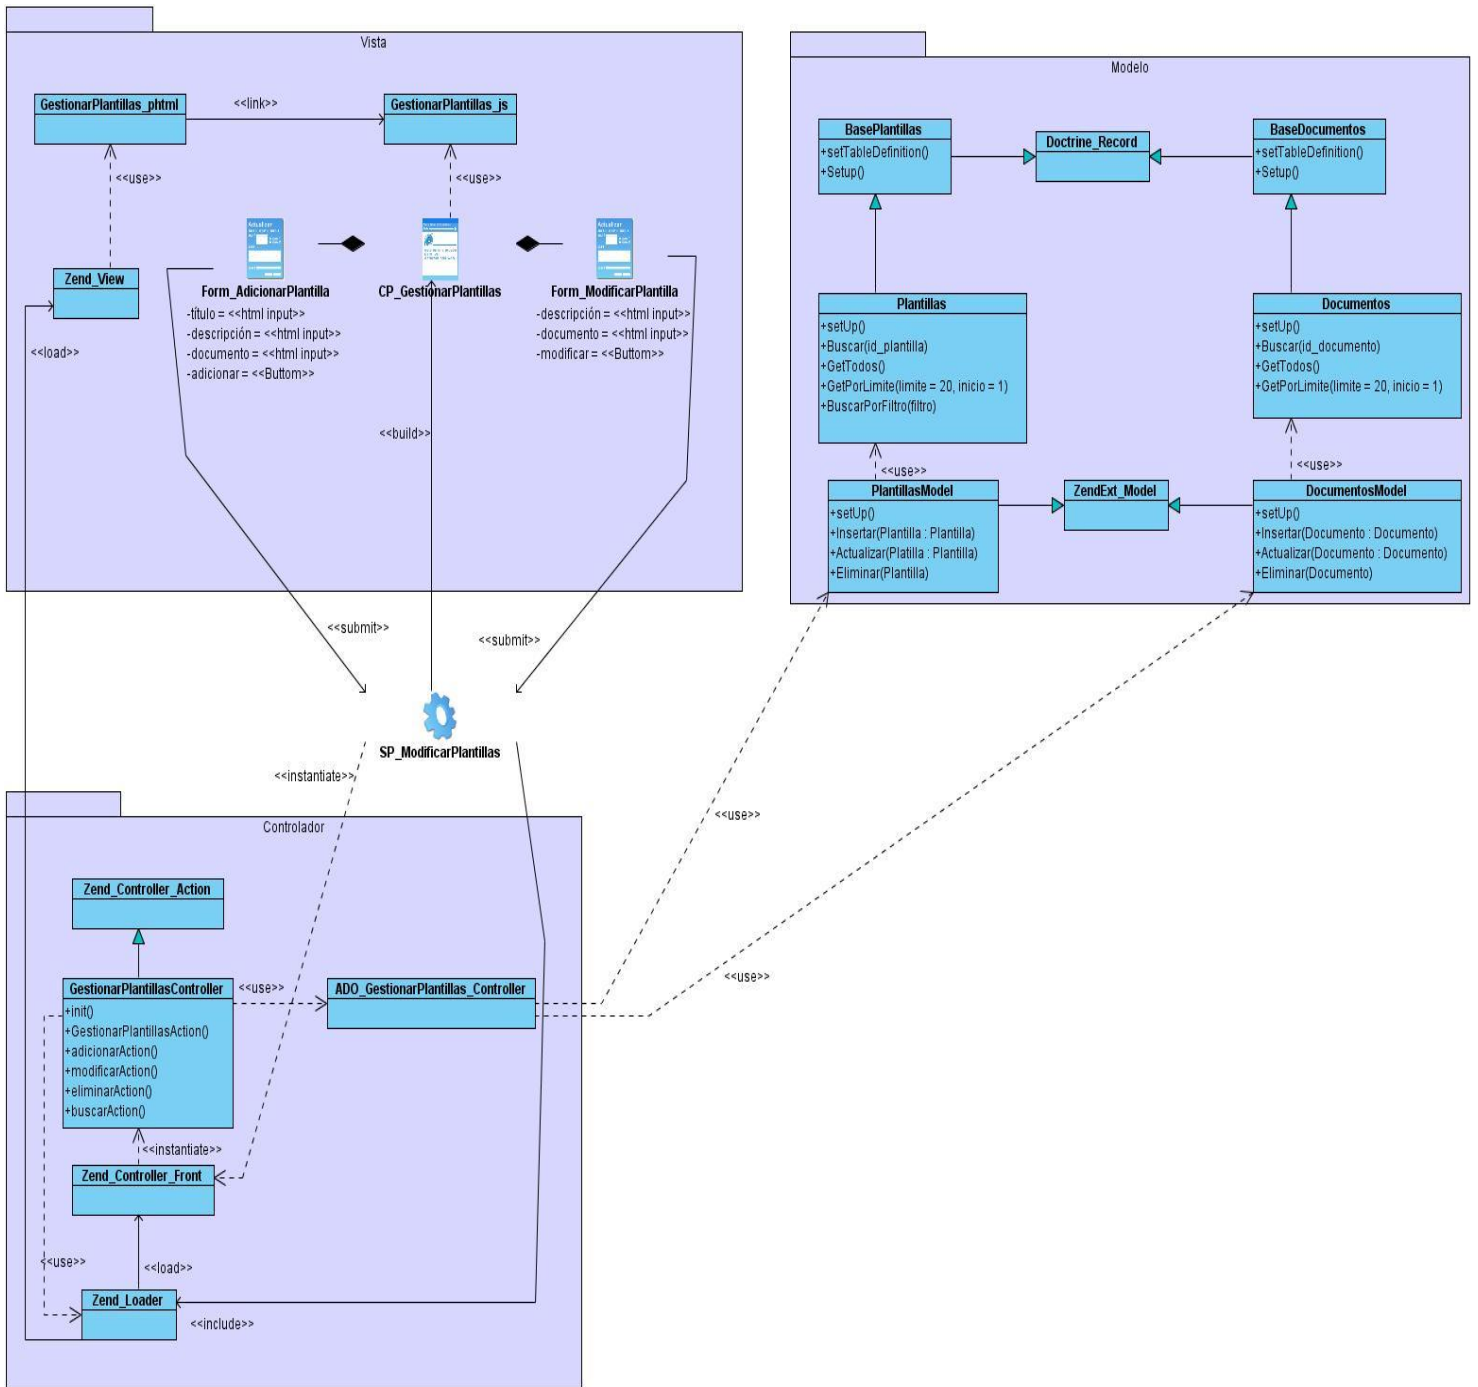 Vista
GestionarPlantillas_phtml
<<link>>
GestionarPlantillas_js
<<use>>
<<use>>
Zend_View
<<load>>
Form_AdicionarPlantilla
-título = <<html input>>
-descripción = <<html input>>
-documento = <<html input>>
-adicionar = <<Buttom>>
CP_GestionarPlantillas
Form_ModificarPlantilla
-descripción = <<html input>>
-documento = <<html input>>
-modificar = <<Buttom>>
<<build>>
<<submit>>
<<submit>>
SP_ModificarPlantillas
<<instantiate>>
Modelo
BasePlantillas
+setTableDefinition()
+Setup()
Doctrine_Record
BaseDocumentos
+setTableDefinition()
+Setup()
Plantillas
+setUp()
+Buscar(id_plantilla)
+GetTodos()
+GetPorLimite(limite = 20, inicio = 1)
+BuscarPorFiltro(filtro)
Documentos
+setUp()
+Buscar(id_documento)
+GetTodos()
+GetPorLimite(limite = 20, inicio = 1)
<<use>>
<<use>>
PlantillasModel
+setUp()
+Insertar(Plantilla : Plantilla)
+Actualizar(Platilla : Plantilla)
+Eliminar(Plantilla)
ZendExt_Model
DocumentosModel
+setUp()
+Insertar(Documento : Documento)
+Actualizar(Documento : Documento)
+Eliminar(Documento)
<<use>>
<<use>>
Controlador
Zend_Controller_Action
GestionarPlantillasController
+init()
+GestionarPlantillasAction()
+adicionarAction()
+modificarAction()
+eliminarAction()
+buscarAction()
<<use>>
ADO_GestionarPlantillas_Controller
<<instantiate>>
Zend_Controller_Front
<<use>>
<<load>>
Zend_Loader
<<include>>